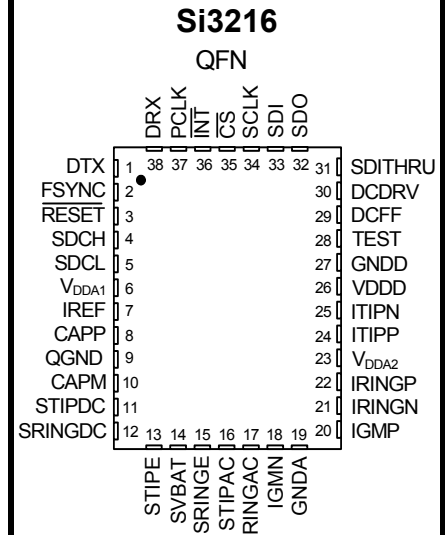 Si3216
QFN
DRX
PCLK
INT
CS
SCLK
SDI
SDO
38 37 36 35 34 33 32
DTX 1
FSYNC 2
RESET 3
SDCH 4
SDCL 5
VDDA1 6
IREF 7
CAPP 8
QGND 9
CAPM 10
STIPDC 11
SRINGDC 12
31 SDITHRU
30 DCDRV
29 DCFF
28 TEST
27 GNDD
26 VDDD
25 ITIPN
24 ITIPP
23 VDDA2
22 IRINGP
21 IRINGN
20 IGMP
13 14 15 16 17 18 19
STIPE
SVBAT
SRINGE
STIPAC
RINGAC
IGMN
GNDA